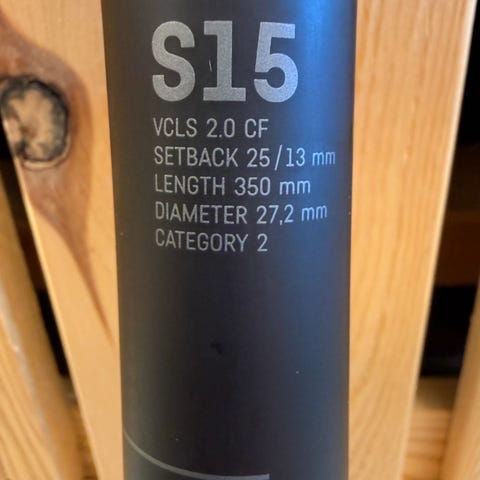 S15
VCLS 2.0 CF
SETBACK 25/13 mm
LENGTH 350 mm
DIAMETER 27,2 mm
CATEGORY 2